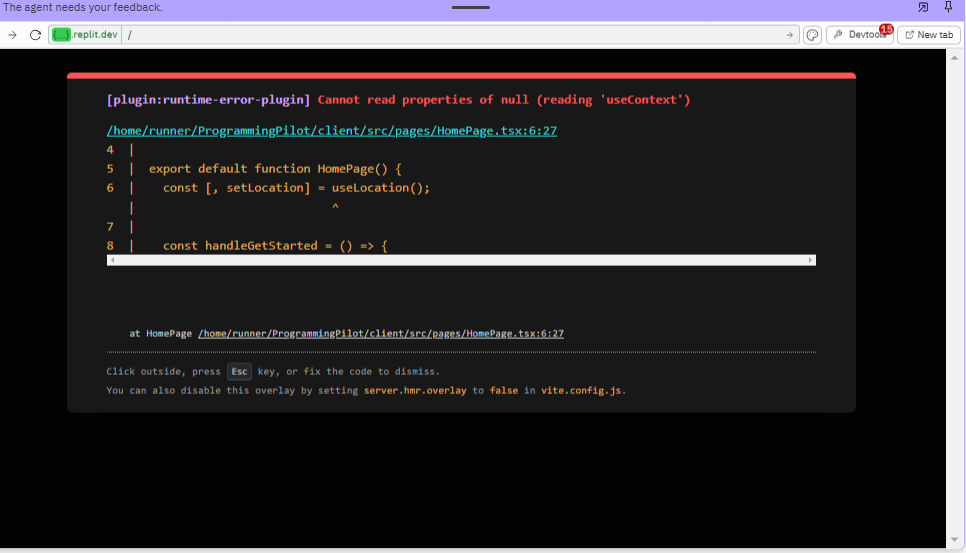 The agent needs your feedback.
{...}.replit.dev /
Devtools 15
New tab
[plugin:runtime-error-plugin] Cannot read properties of null (reading 'useContext')
/home/runner/ProgrammingPilot/client/src/pages/HomePage.tsx:6:27
4 |
5 | export default function HomePage() {
6 | const [, setLocation] = useLocation();
| ^
7 |
8 | const handleGetStarted = () => {
at HomePage /home/runner/ProgrammingPilot/client/src/pages/HomePage.tsx:6:27
Click outside, press Esc key, or fix the code to dismiss.
You can also disable this overlay by setting server.hmr.overlay to false in vite.config.js.